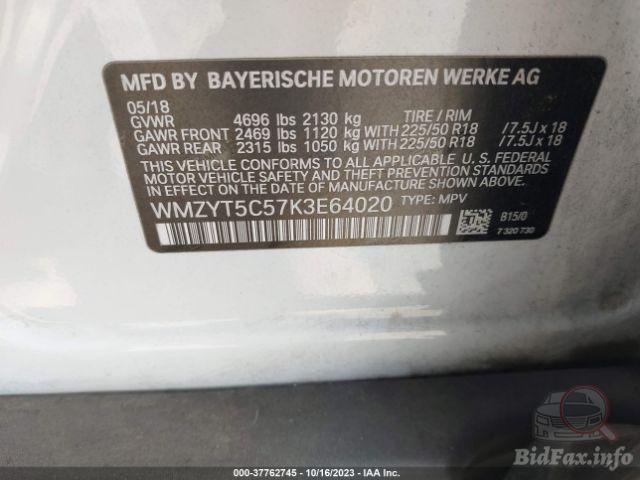 MFD BY BAYERISCHE MOTOREN WERKE AG
05/18
GVWR 4696 lbs 2130 kg TIRE / RIM
GAWR FRONT 2469 lbs 1120 kg WITH 225/50 R18 /7.5J x 18
GAWR REAR 2315 lbs 1050 kg WITH 225/50 R18 /7.5J x 18
THIS VEHICLE CONFORMS TO ALL APPLICABLE U. S. FEDERAL
MOTOR VEHICLE SAFETY, BUMPER, AND THEFT PREVENTION STANDARDS
IN EFFECT ON THE DATE OF MANUFACTURE SHOWN ABOVE.
WMZYT5C57K3E64020 TYPE: MPV
B15/0
7 320 730
000-37762745 - 10/16/2023 - IAA Inc.
BidFax.info